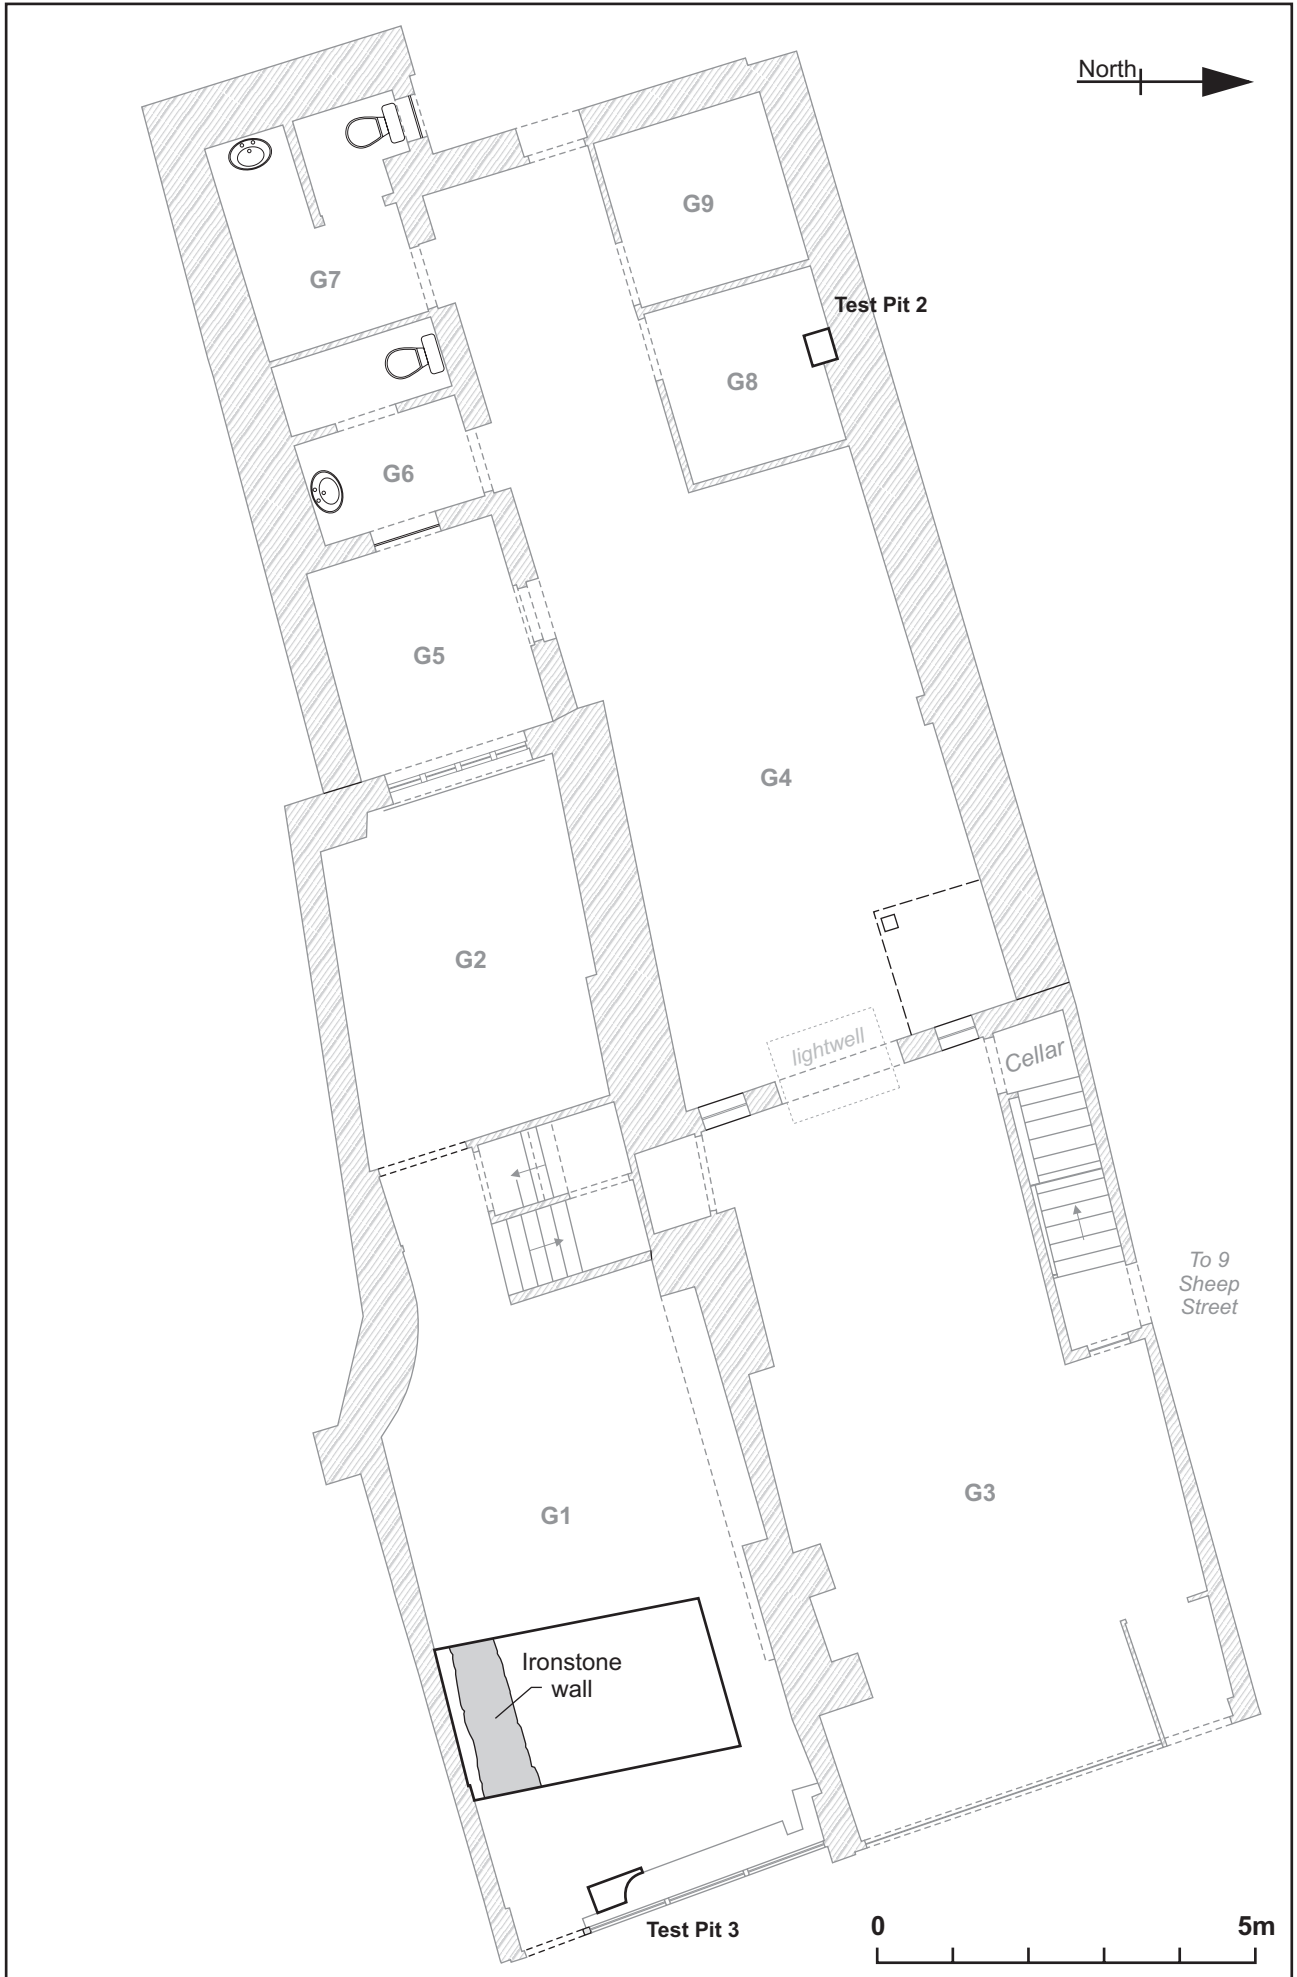 North
G9
Test Pit 2
G7
G8
G6
G5
G4
G2
lightwell
Cellar
To 9
Sheep
Street
G3
G1
Ironstone
wall
Test Pit 3
0
5m